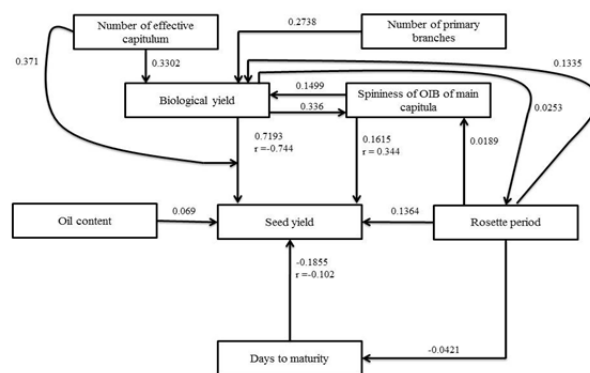 Number of effective
capitulum
0.2738
Number of primary
branches
0.371
0.3302
0.1335
Biological yield
0.1499
0.336
Spininess of OIB of main
capitula
0.0253
0.7193
r =-0.744
0.1615
r = 0.344
0.0189
Oil content
0.069
Seed yield
0.1364
Rosette period
-0.1855
r =-0.102
Days to maturity
-0.0421